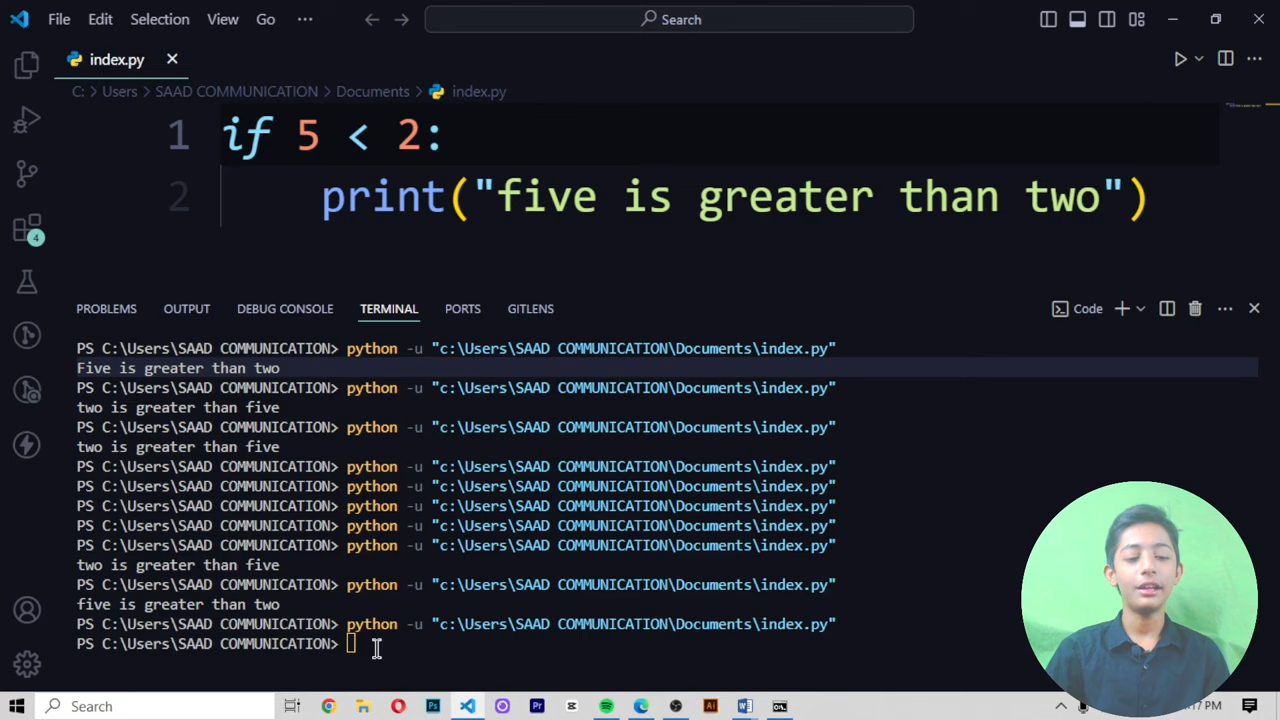 File Edit Selection View Go ··· Search
index.py
C: Users SAAD COMMUNICATION Documents index.py
1 if 5 < 2:
2 print("five is greater than two")
4
PROBLEMS OUTPUT DEBUG CONSOLE TERMINAL PORTS GITLENS Code
PS C:\Users\SAAD COMMUNICATION> python -u "c:\Users\SAAD COMMUNICATION\Documents\index.py"
Five is greater than two
PS C:\Users\SAAD COMMUNICATION> python -u "c:\Users\SAAD COMMUNICATION\Documents\index.py"
two is greater than five
PS C:\Users\SAAD COMMUNICATION> python -u "c:\Users\SAAD COMMUNICATION\Documents\index.py"
two is greater than five
PS C:\Users\SAAD COMMUNICATION> python -u "c:\Users\SAAD COMMUNICATION\Documents\index.py"
PS C:\Users\SAAD COMMUNICATION> python -u "c:\Users\SAAD COMMUNICATION\Documents\index.py"
PS C:\Users\SAAD COMMUNICATION> python -u "c:\Users\SAAD COMMUNICATION\Documents\index.py"
PS C:\Users\SAAD COMMUNICATION> python -u "c:\Users\SAAD COMMUNICATION\Documents\index.py"
PS C:\Users\SAAD COMMUNICATION> python -u "c:\Users\SAAD COMMUNICATION\Documents\index.py"
two is greater than five
PS C:\Users\SAAD COMMUNICATION> python -u "c:\Users\SAAD COMMUNICATION\Documents\index.py"
five is greater than two
PS C:\Users\SAAD COMMUNICATION> python -u "c:\Users\SAAD COMMUNICATION\Documents\index.py"
PS C:\Users\SAAD COMMUNICATION>
Search Ps Pr Ai PM